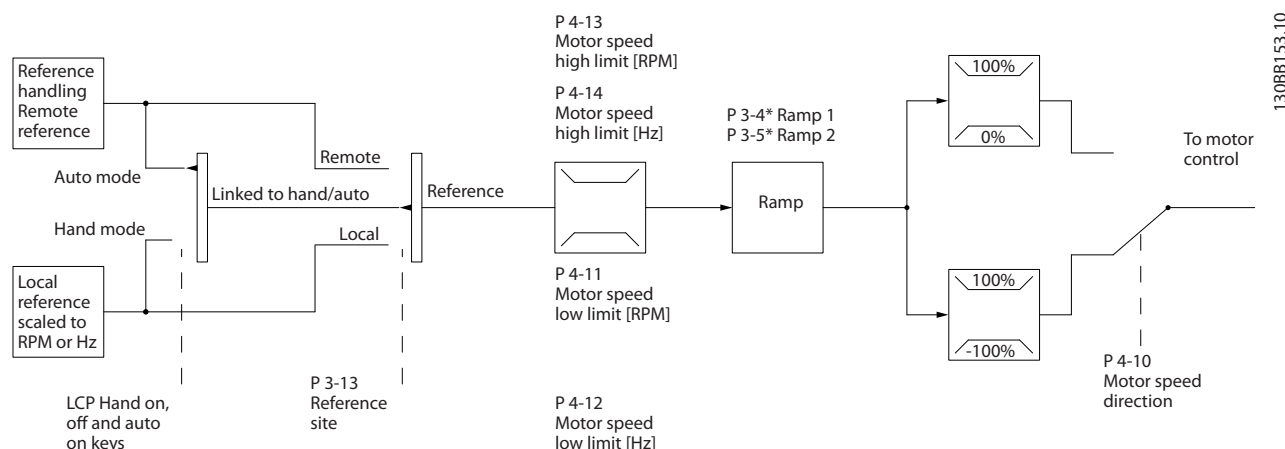 Reference
handling
Remote
reference
Auto mode
Hand mode
Local
reference
scaled to
RPM or Hz
LCP Hand on,
off and auto
on keys
Linked to hand/auto
Remote
Local
P 3-13
Reference
site
Reference
P 4-13
Motor speed
high limit [RPM]
P 4-14
Motor speed
high limit [Hz]
P 4-11
Motor speed
low limit [RPM]
P 4-12
Motor speed
low limit [Hz]
P 3-4* Ramp 1
P 3-5* Ramp 2
Ramp
100%
0%
100%
-100%
To motor
control
P 4-10
Motor speed
direction
130BB153.10